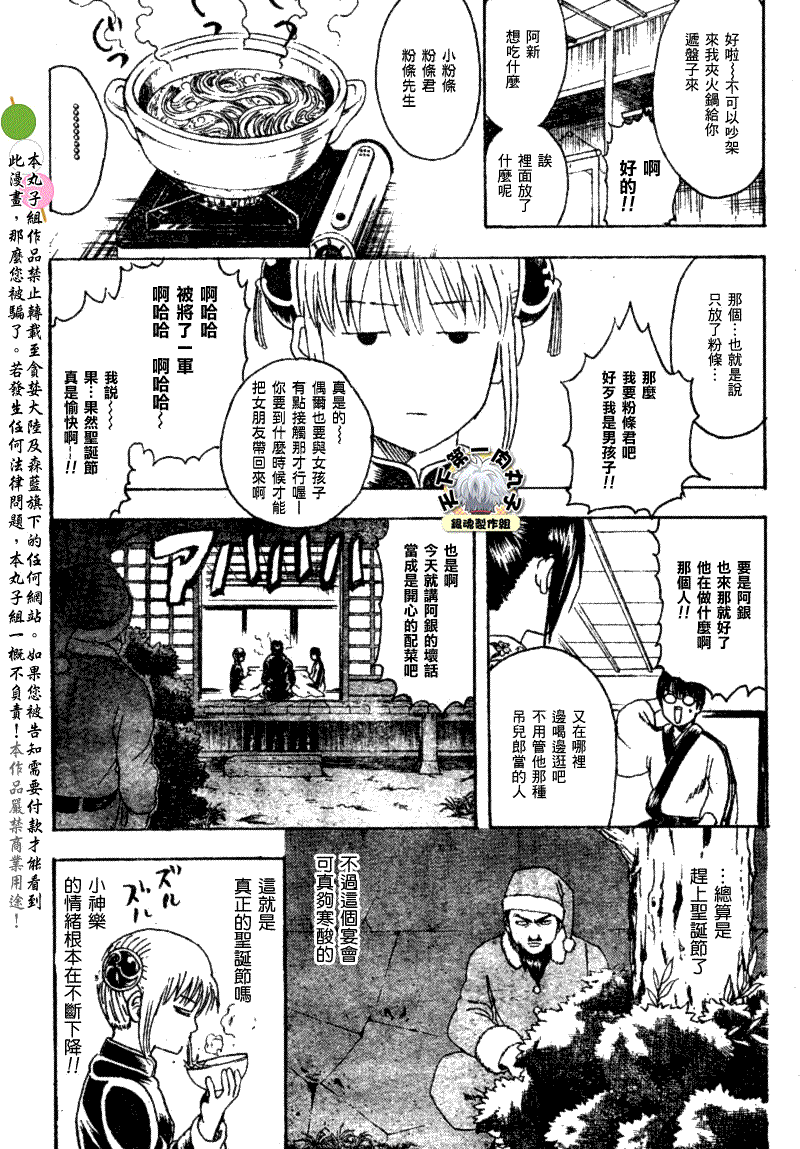 好啦～不可以吵架
來我夾火鍋給你
遞盤子來
啊
好的!!
阿新
想吃什麼
誒
裡面放了
什麼呢
小粉條
粉條君
粉條先生
………
那個…也就是說
只放了粉條…
那麼
我要粉條君吧
好歹我是男孩子!!
真是的～
偶爾也要與女孩子
有點接觸那才行喔—
你要到什麼時候才能
把女朋友帶回來啊
啊哈哈
被將了一軍
啊哈哈 啊哈哈～
我說～～
果…果然聖誕節
真是愉快啊--!!
天下第一肉丸子
銀魂製作組
要是阿銀
也來那就好了
他在做什麼啊
那個人!!
又在哪裡
邊喝邊逛吧
不用管他那種
吊兒郎當的人
也是啊
今天就講阿銀的壞話
當成是開心的配菜吧
アハハハハ
…總算是
趕上聖誕節了
不過這個宴會
可真夠寒酸的
這就是
真正的聖誕節嗎
ズル
ズル
小神樂
的情緒根本在不斷下降!!
本丸子組作品禁止轉載至貪婪大陸及森藍旗下的任何網站。如果您被告知需要付款才能看到
此漫畫，那麼您被騙了。若發生任何法律問題，本丸子組一概不負責！本作品嚴禁商業用途！